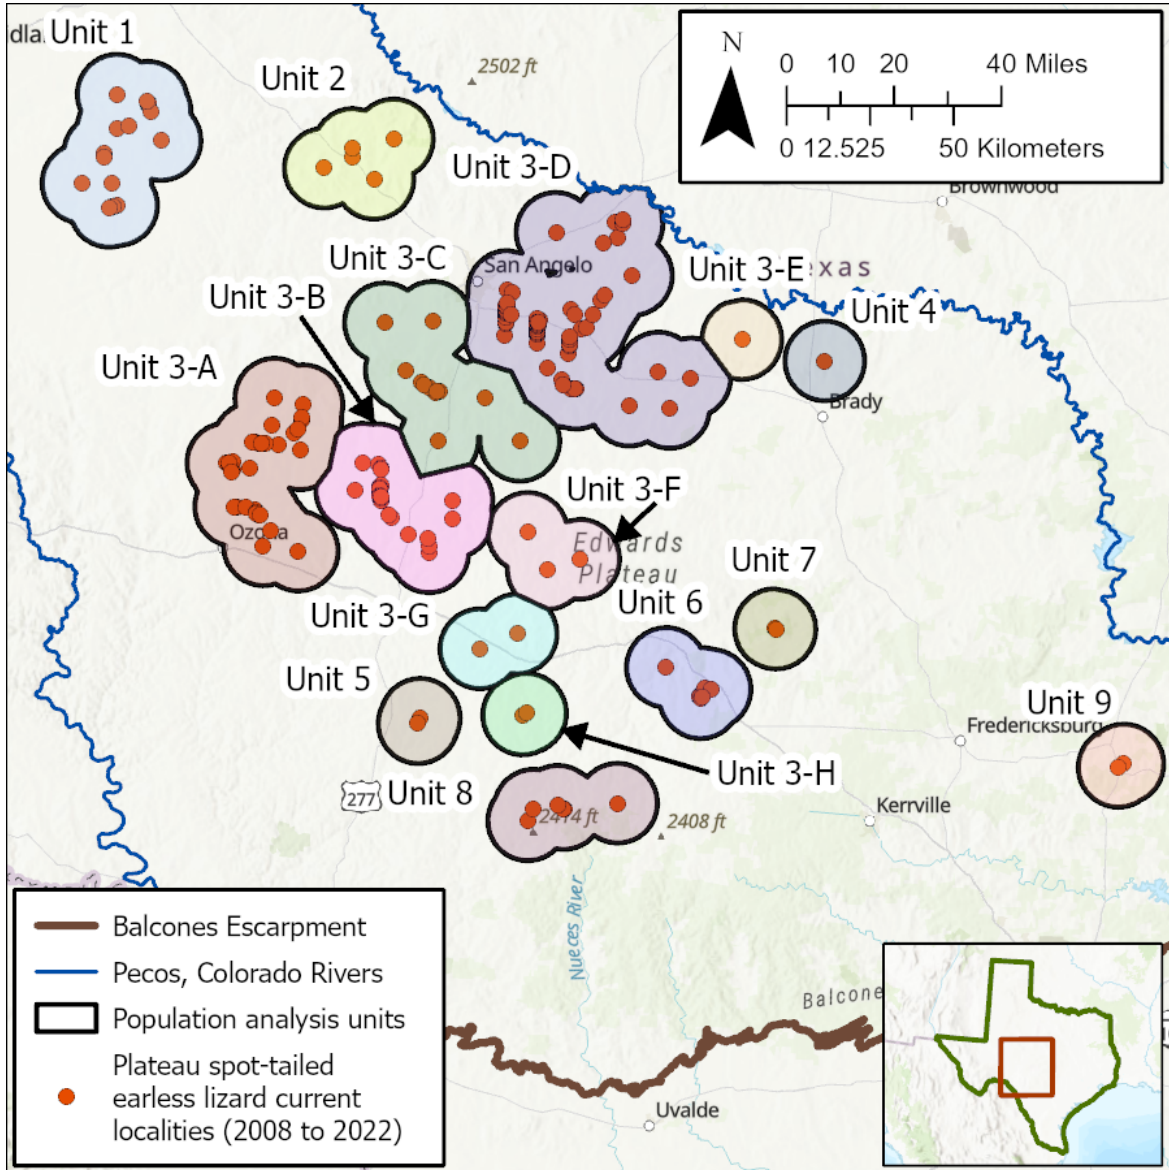 dla
Unit 1
Unit 2
2502 ft
N
0 10 20 40 Miles
0 12.525 50 Kilometers
Brownwood
Unit 3-D
Unit 3-C
San Angelo
Unit 3-E
exas
Unit 3-B
Unit 4
Unit 3-A
Brady
Unit 3-F
Ozona
Edwards
Plateau
Unit 7
Unit 3-G
Unit 6
Unit 5
Unit 9
Fredericksburg
Unit 3-H
277
Unit 8
2414 ft
2408 ft
Kerrville
Nueces River
Balcone
Uvalde
Balcones Escarpment
Pecos, Colorado Rivers
Population analysis units
Plateau spot-tailed
earless lizard current
localities (2008 to 2022)